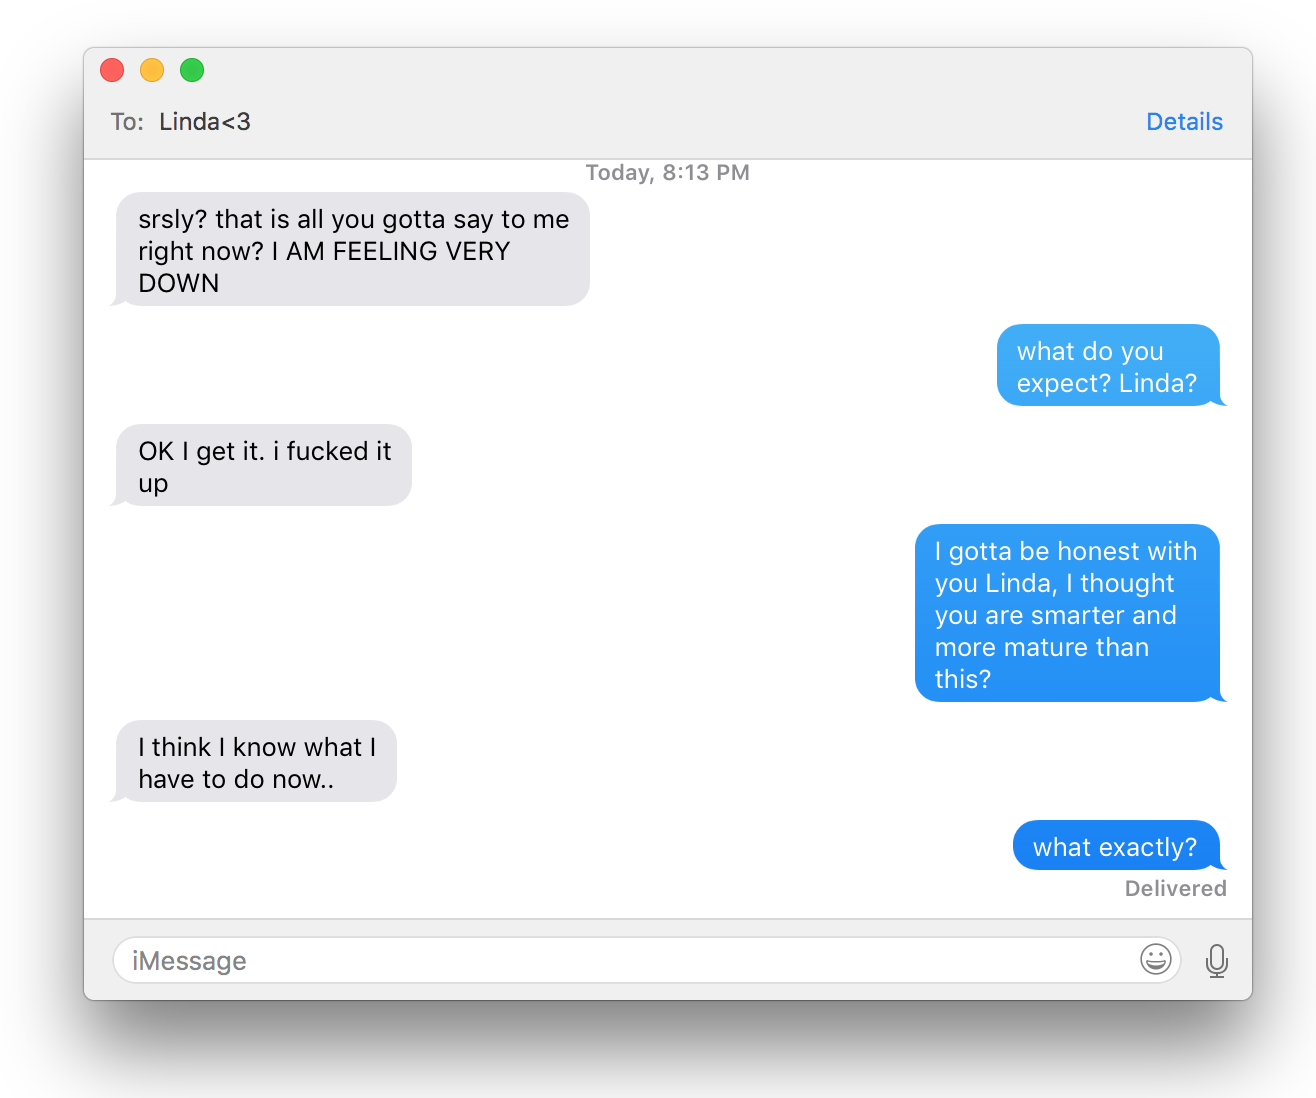 To: Linda<3
Details
Today, 8:13 PM
srsly? that is all you gotta say to me
right now? I AM FEELING VERY
DOWN
what do you
expect? Linda?
OK I get it. i fucked it
up
I gotta be honest with
you Linda, I thought
you are smarter and
more mature than
this?
I think I know what I
have to do now..
what exactly?
Delivered
iMessage